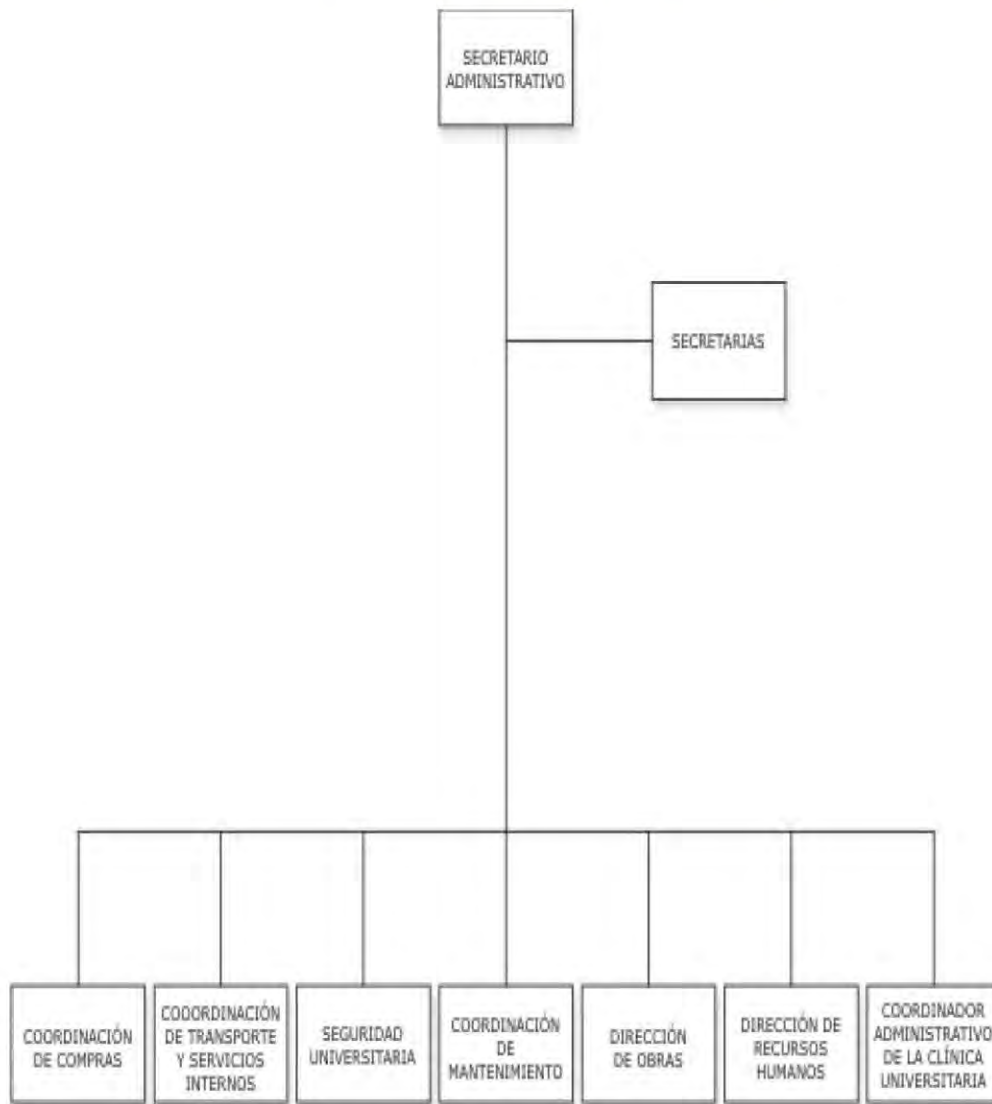 SECRETARIO
ADMINISTRATIVO
SECRETARIAS
COORDINACIÓN
DE COMPRAS
COOORDINACIÓN
DE TRANSPORTE
Y SERVICIOS
INTERNOS
SEGURIDAD
UNIVERSITARIA
COORDINACIÓN
DE
MANTENIMIENTO
DIRECCIÓN
DE OBRAS
DIRECCIÓN DE
RECURSOS
HUMANOS
COORDINADOR
ADMINISTRATIVO
DE LA CLÍNICA
UNIVERSITARIA